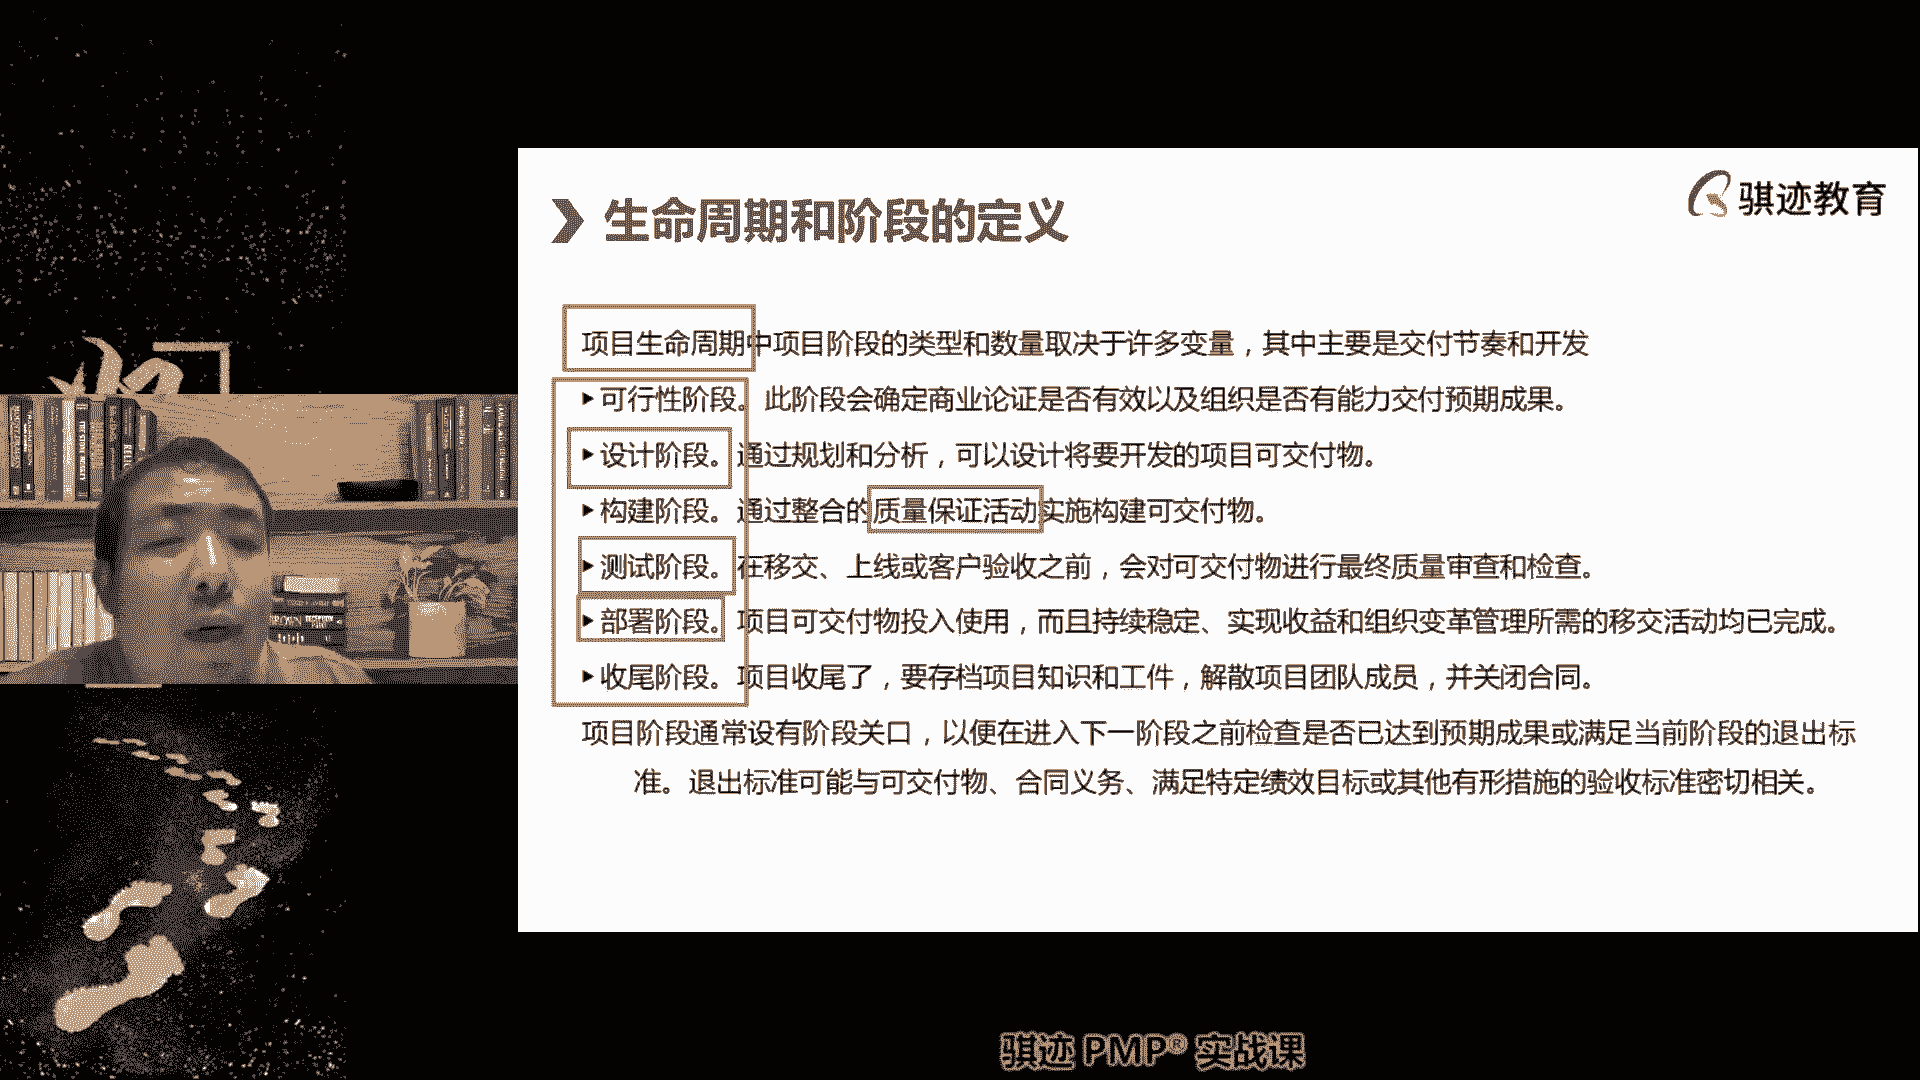 骐迹教育
生命周期和阶段的定义
项目生命周期中项目阶段的类型和数量取决于许多变量，其中主要是交付节奏和开发
▶可行性阶段。此阶段会确定商业论证是否有效以及组织是否有能力交付预期成果。
▶设计阶段。通过规划和分析，可以设计将要开发的项目可交付物。
▶构建阶段。通过整合的质量保证活动实施构建可交付物。
▶测试阶段。在移交、上线或客户验收之前，会对可交付物进行最终质量审查和检查。
▶部署阶段。项目可交付物投入使用，而且持续稳定、实现收益和组织变革管理所需的移交活动均已完成。
▶收尾阶段。项目收尾了，要存档项目知识和工件，解散项目团队成员，并关闭合同。
项目阶段通常设有阶段关口，以便在进入下一阶段之前检查是否已达到预期成果或满足当前阶段的退出标
准。退出标准可能与可交付物、合同义务、满足特定绩效目标或其他有形措施的验收标准密切相关。
骐迹 PMP® 实战课